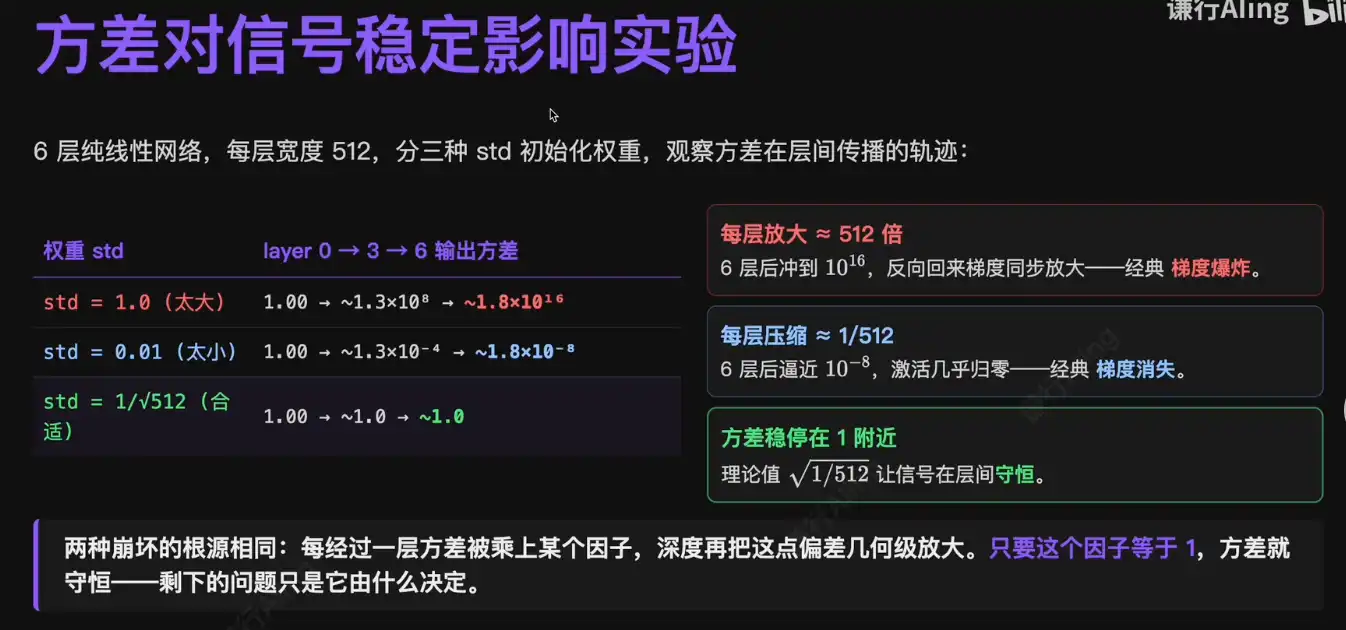 谦行AIing bili
方差对信号稳定影响实验
6 层纯线性网络，每层宽度 512，分三种 std 初始化权重，观察方差在层间传播的轨迹：
权重 std
layer 0 → 3 → 6 输出方差
std = 1.0 (太大)
1.00 → ~1.3×10⁸ → ~1.8×10¹⁶
std = 0.01 (太小)
1.00 → ~1.3×10⁻⁴ → ~1.8×10⁻⁸
std = 1/√512 (合
适)
1.00 → ~1.0 → ~1.0
每层放大 ≈ 512 倍
6 层后冲到 10¹⁶，反向回来梯度同步放大——经典 梯度爆炸。
每层压缩 ≈ 1/512
6 层后逼近 10⁻⁸，激活几乎归零——经典 梯度消失。
方差稳停在 1 附近
理论值 √1/512 让信号在层间守恒。
两种崩坏的根源相同：每经过一层方差被乘上某个因子，深度再把这点偏差几何级放大。只要这个因子等于 1，方差就
守恒——剩下的问题只是它由什么决定。